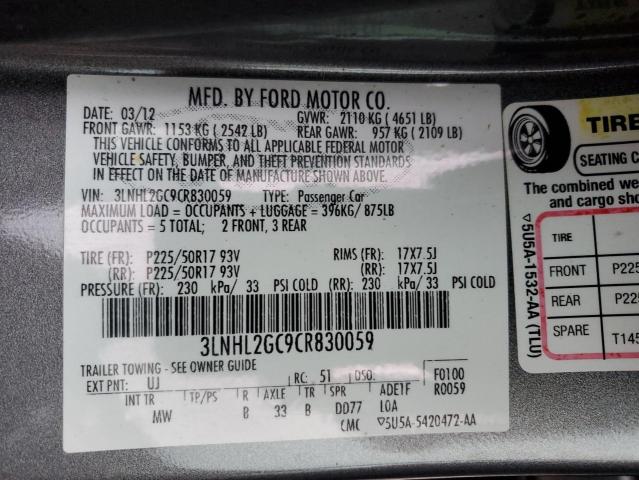 MFD. BY FORD MOTOR CO.
DATE: 03/12
GVWR: 2110 KG ( 4651 LB)
FRONT GAWR: 1153 KG ( 2542 LB)
REAR GAWR: 957 KG ( 2109 LB)
THIS VEHICLE CONFORMS TO ALL APPLICABLE FEDERAL MOTOR
VEHICLE SAFETY, BUMPER, AND THEFT PREVENTION STANDARDS
IN EFFECT ON THE DATE OF MANUFACTURE SHOWN ABOVE.
VIN: 3LNHL2GC9CR830059 TYPE: Passenger Car
MAXIMUM LOAD = OCCUPANTS + LUGGAGE = 396KG/ 875LB
OCCUPANTS = 5 TOTAL; 2 FRONT, 3 REAR
TIRE (FR): P225/50R17 93V RIMS (FR): 17X7.5J
(RR): P225/50R17 93V (RR): 17X7.5J
PRESSURE (FR): 230 kPa/ 33 PSI COLD (RR): 230 kPa/ 33 PSI COLD
3LNHL2GC9CR830059
TRAILER TOWING - SEE OWNER GUIDE
EXT PNT: UJ RC: 51 DSO: F0100
INT TR TP/PS R AXLE TR SPR ADE1F R0059
MW B 33 B DD77 LOA
CMC ▽5U5A-5420472-AA
TIRE
SEATING C
The combined we
and cargo sho
▽5U5A-1532-AA (TLU)
TIRE
FRONT P225
REAR P225
SPARE T145